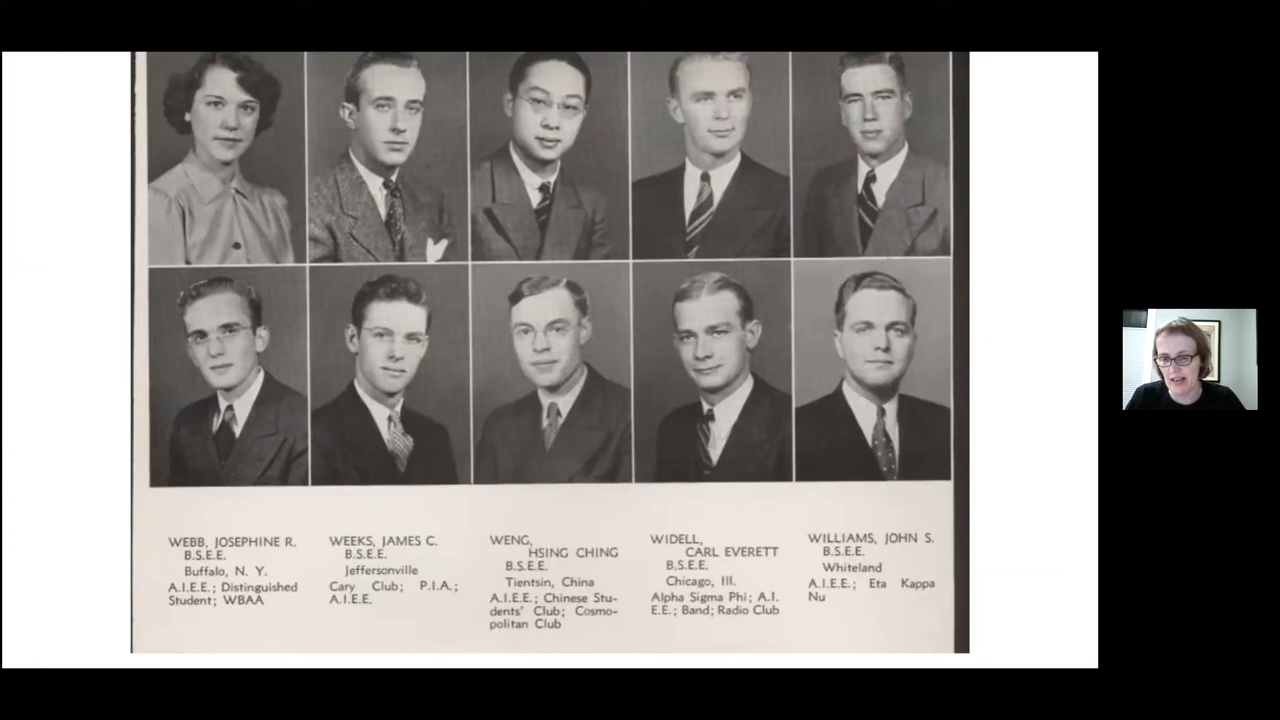 WEBB, JOSEPHINE R.
B.S.E.E.
Buffalo, N. Y.
A.I.E.E.; Distinguished
Student; WBAA
WEEKS, JAMES C.
B.S.E.E.
Jeffersonville
Cary Club; P.I.A.;
A.I.E.E.
WENG,
HSING CHING
B.S.E.E.
Tientsin, China
A.I.E.E.; Chinese Stu-
dents' Club; Cosmo-
politan Club
WIDELL,
CARL EVERETT
B.S.E.E.
Chicago, Ill.
Alpha Sigma Phi; A.I.
E.E.; Band; Radio Club
WILLIAMS, JOHN S.
B.S.E.E.
Whiteland
A.I.E.E.; Eta Kappa
Nu